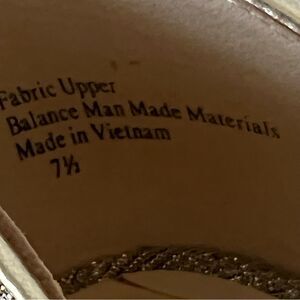 Fabric Upper
Balance Man Made Materials
Made in Vietnam
7½